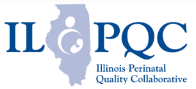 IL PQC
Illinois Perinatal
Quality Collaborative